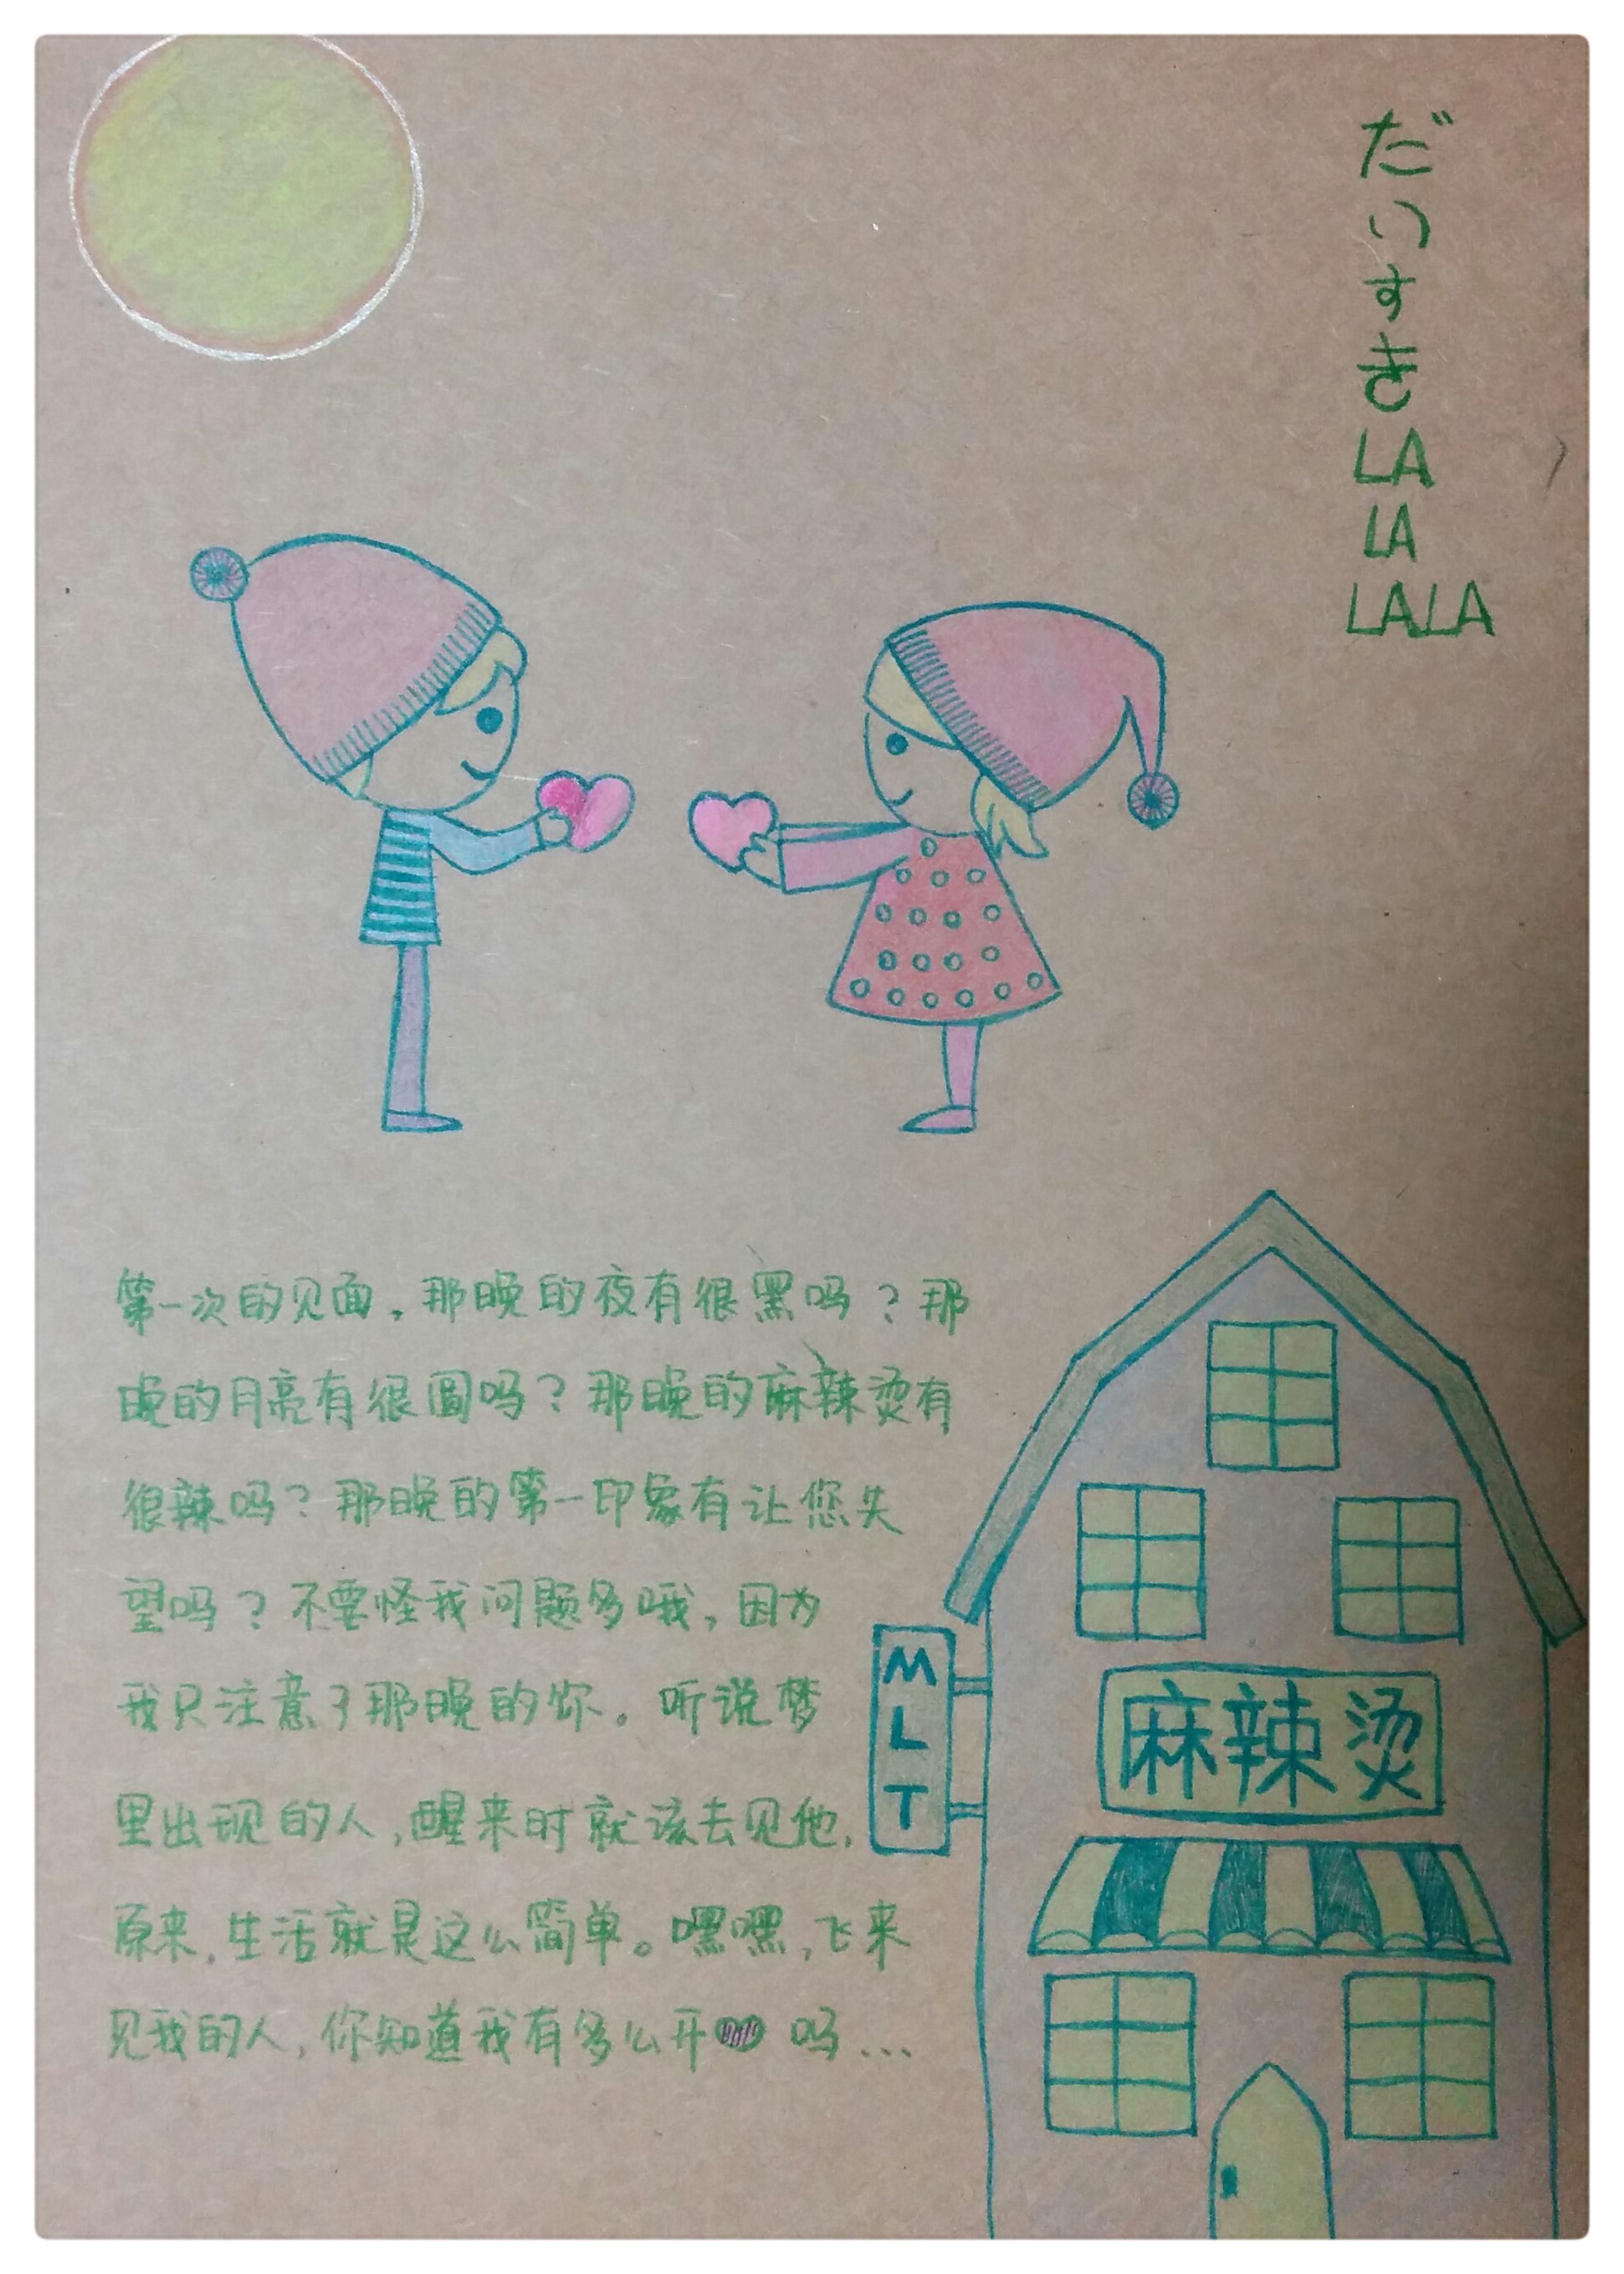 だいすき
LA
LA
LALA
第一次的见面。那晚的夜有很黑吗？那
晚的月亮有很圆吗？那晚的麻辣烫有
很辣吗？那晚的第一印象有让您失
望吗？不要怪我问题多哦，因为
我只注意了那晚的你。听说梦
里出现的人，醒来时就该去见他，
原来，生活就是这么简单。嘿嘿，飞来
见我的人，你知道我有多么开吗...
MLT
麻辣烫